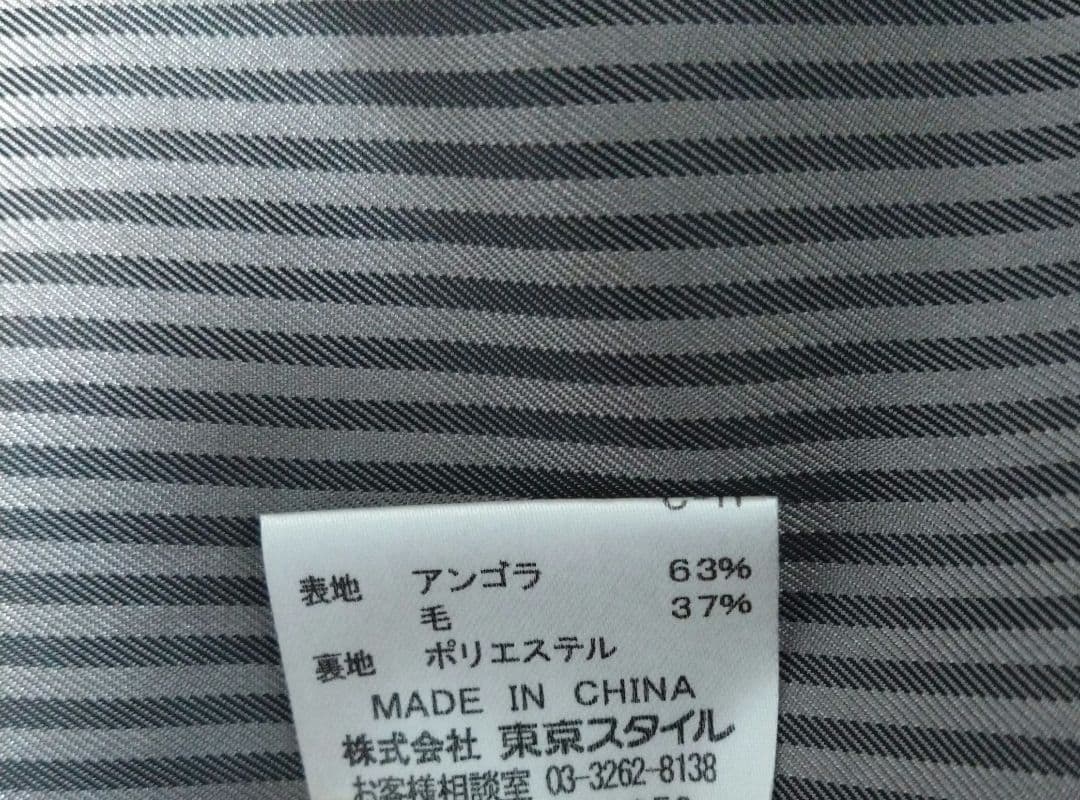 表地 アンゴラ 63%
毛 37%
裏地 ポリエステル
MADE IN CHINA
株式会社 東京スタイル
お客様相談室 03-3262-8138